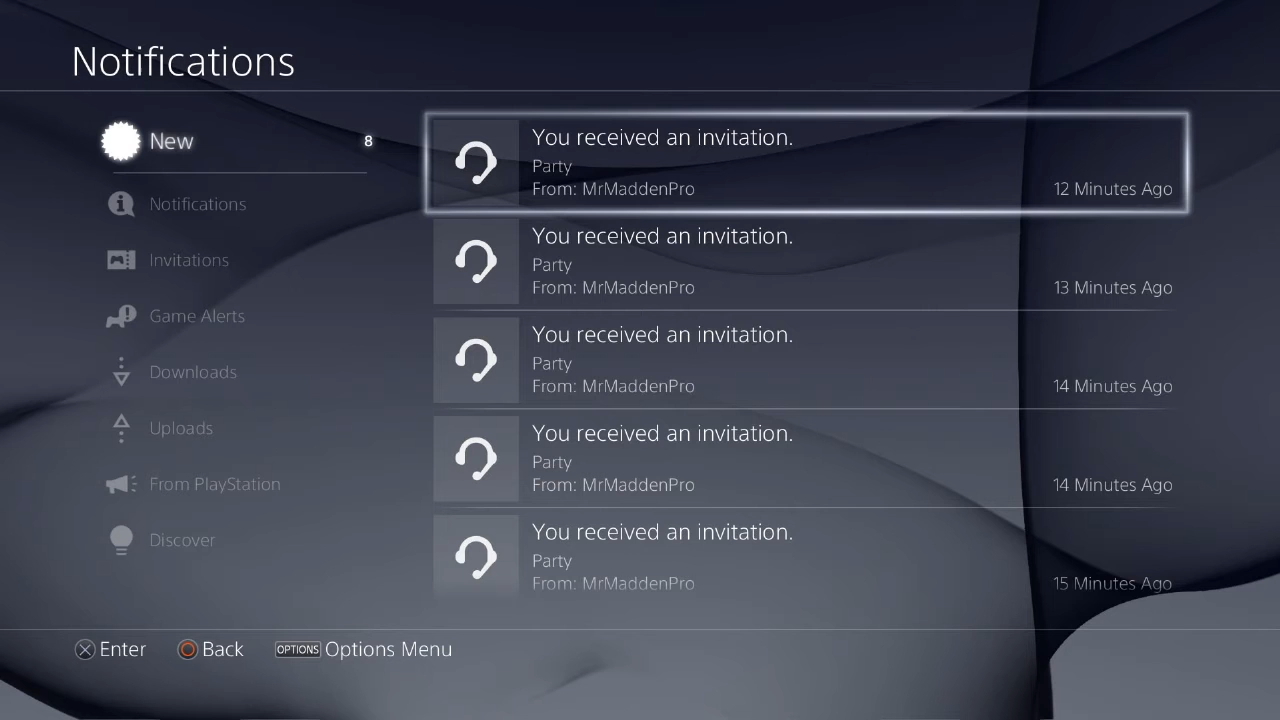 Notifications
New 8
Notifications
Invitations
Game Alerts
Downloads
Uploads
From PlayStation
Discover
You received an invitation.
Party
From: MrMaddenPro 12 Minutes Ago
You received an invitation.
Party
From: MrMaddenPro 13 Minutes Ago
You received an invitation.
Party
From: MrMaddenPro 14 Minutes Ago
You received an invitation.
Party
From: MrMaddenPro 14 Minutes Ago
You received an invitation.
Party
From: MrMaddenPro 15 Minutes Ago
Enter Back OPTIONS Options Menu